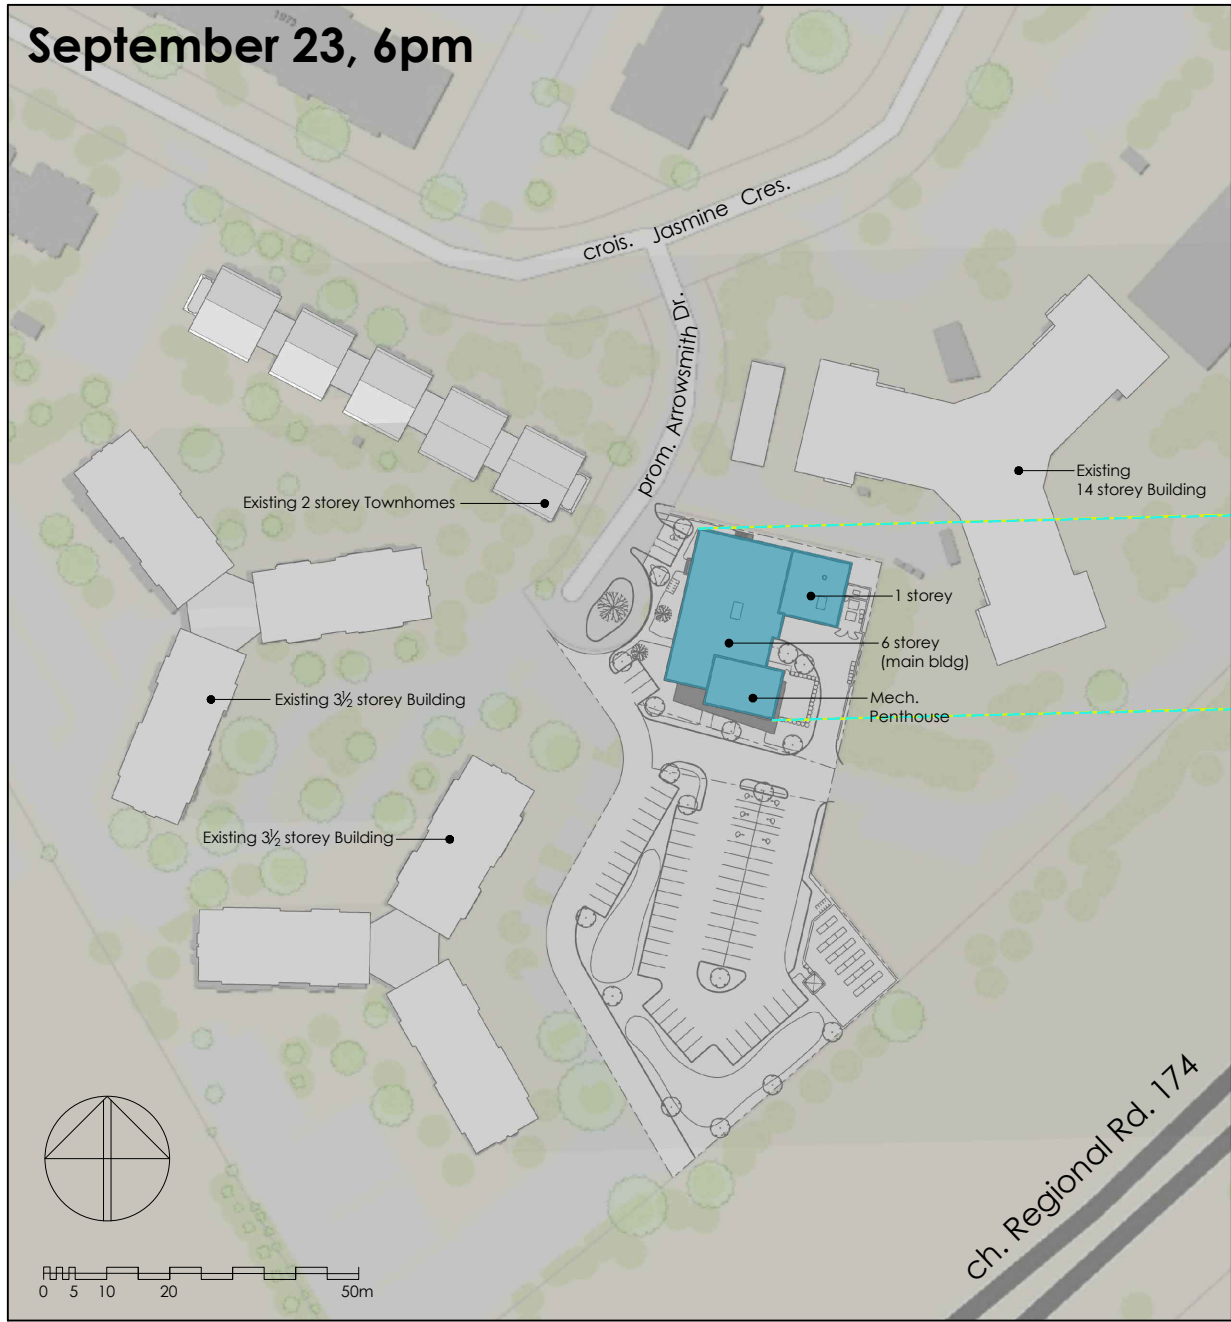 September 23, 6pm
1973
crois. Jasmine Cres.
prom. Arrowsmith Dr.
Existing
14 storey Building
Existing 2 storey Townhomes
1 storey
6 storey
(main bldg)
Existing 3½ storey Building
Mech.
Penthouse
Existing 3½ storey Building
ch. Regional Rd. 174
0 5 10 20 50m